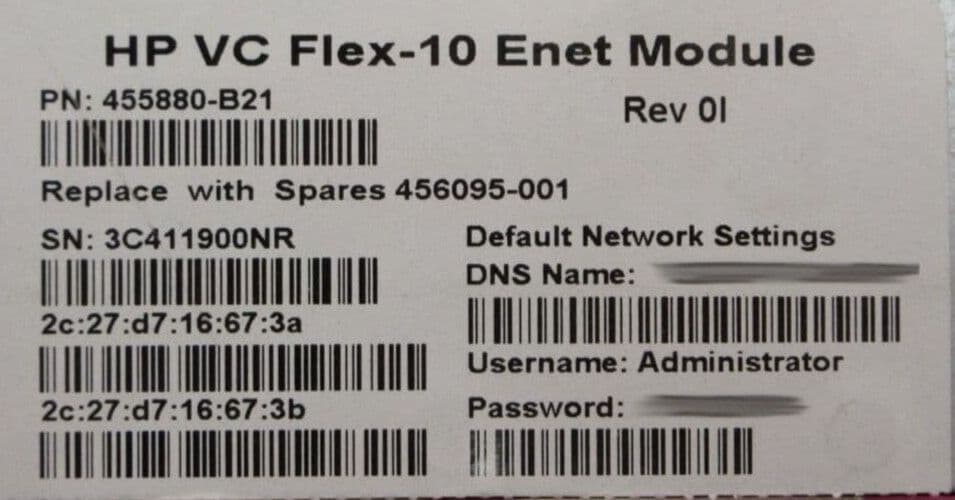 HP VC Flex-10 Enet Module
PN: 455880-B21
Rev 0I
Replace with Spares 456095-001
SN: 3C411900NR
2c:27:d7:16:67:3a
2c:27:d7:16:67:3b
Default Network Settings
DNS Name:
Username: Administrator
Password: